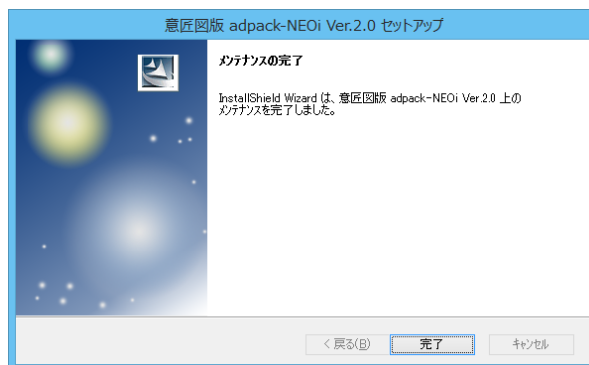 意匠図版 adpack-NEOi Ver.2.0 セットアップ
メンテナンスの完了
InstallShield Wizard は、意匠図版 adpack-NEOi Ver.2.0 上の
メンテナンスを完了しました。
< 戻る(B)
完了
キャンセル